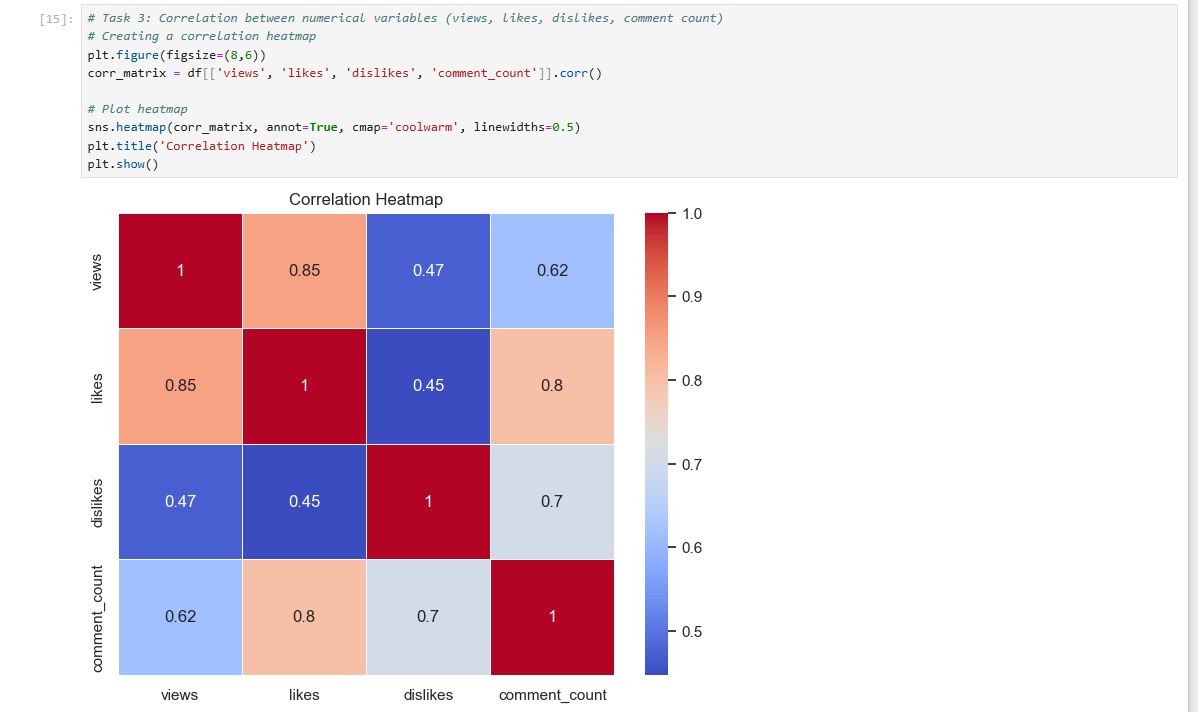 [15]:
# Task 3: Correlation between numerical variables (views, likes, dislikes, comment count)
# Creating a correlation heatmap
plt.figure(figsize=(8,6))
corr_matrix = df[['views', 'likes', 'dislikes', 'comment_count']].corr()
# Plot heatmap
sns.heatmap(corr_matrix, annot=True, cmap='coolwarm', linewidths=0.5)
plt.title('Correlation Heatmap')
plt.show()
Correlation Heatmap
views
1
0.85
0.47
0.62
likes
0.85
1
0.45
0.8
dislikes
0.47
0.45
1
0.7
comment_count
0.62
0.8
0.7
1
views
likes
dislikes
comment_count
1.0
0.9
0.8
0.7
0.6
0.5